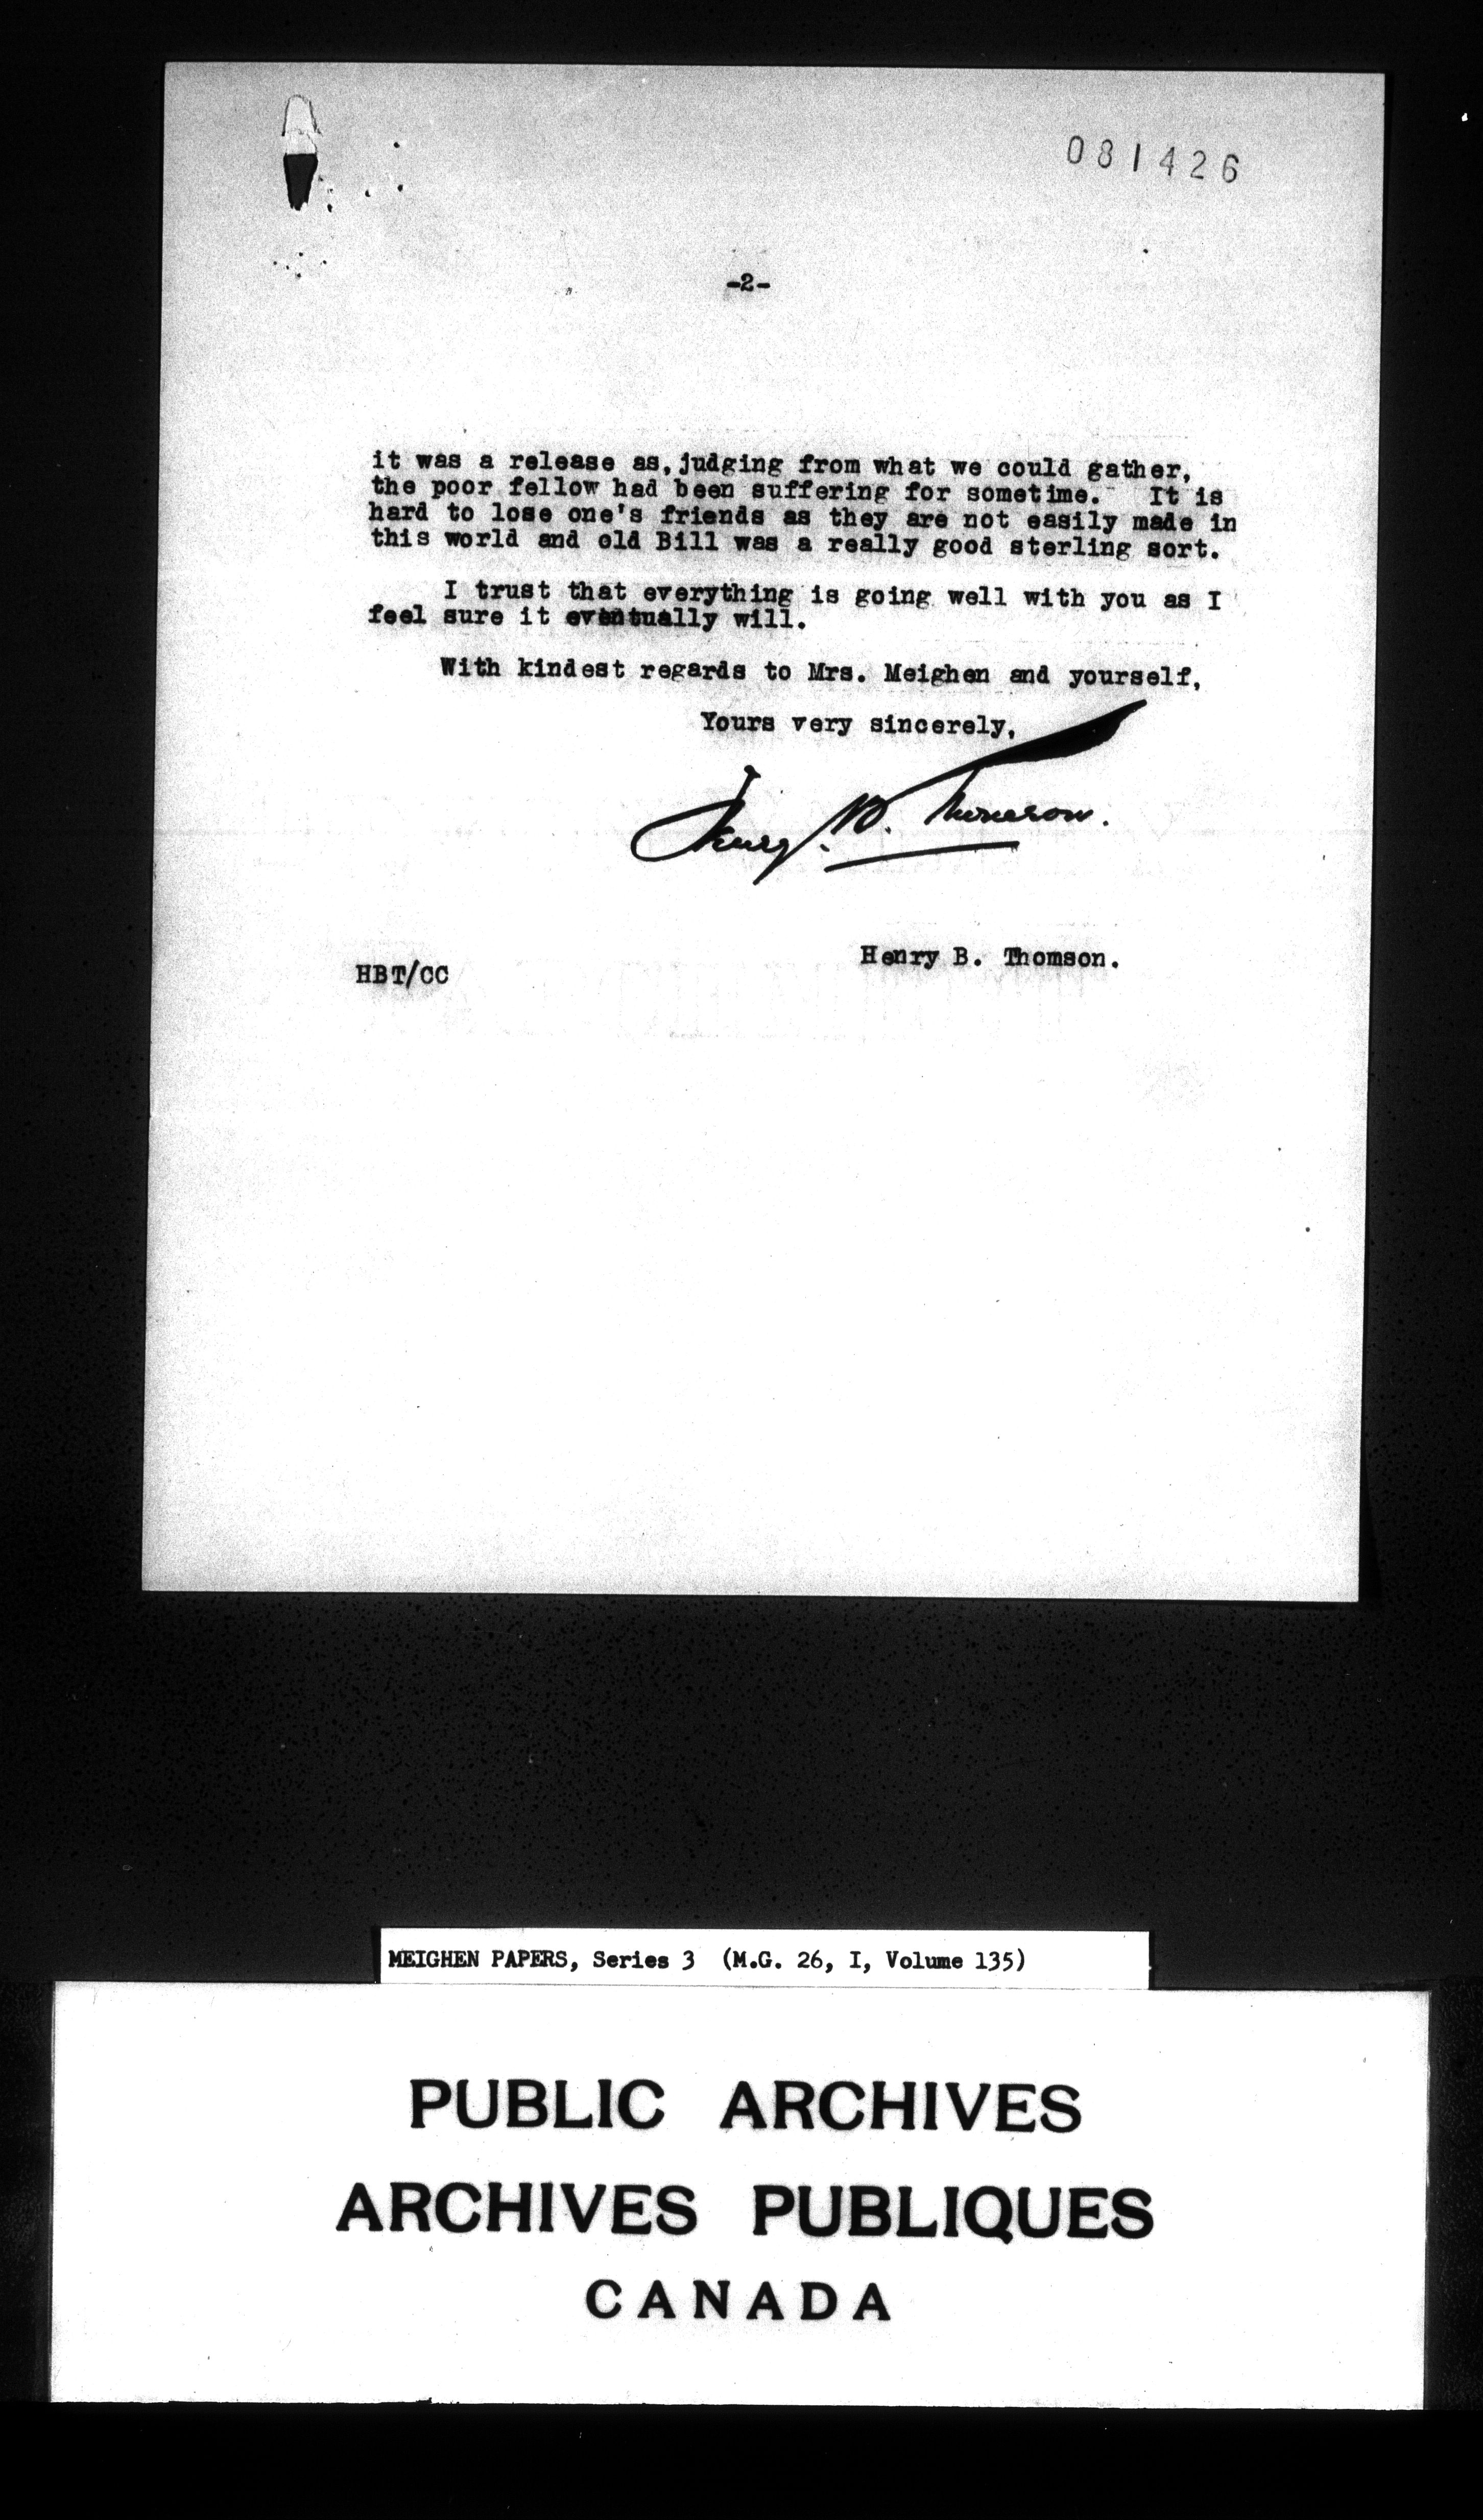 081426
-2-
it was a release as, judging from what we could gather,
the poor fellow had been suffering for sometime. It is
hard to lose one's friends as they are not easily made in
this world and old Bill was a really good sterling sort.
I trust that everything is going well with you as I
feel sure it eventually will.
With kindest regards to Mrs. Meighen and yourself,
Yours very sincerely,
Henry. B. Thomson.
Henry B. Thomson.
HBT/CC
MEIGHEN PAPERS, Series 3 (M.G. 26, I, Volume 135)
PUBLIC ARCHIVES
ARCHIVES PUBLIQUES
CANADA